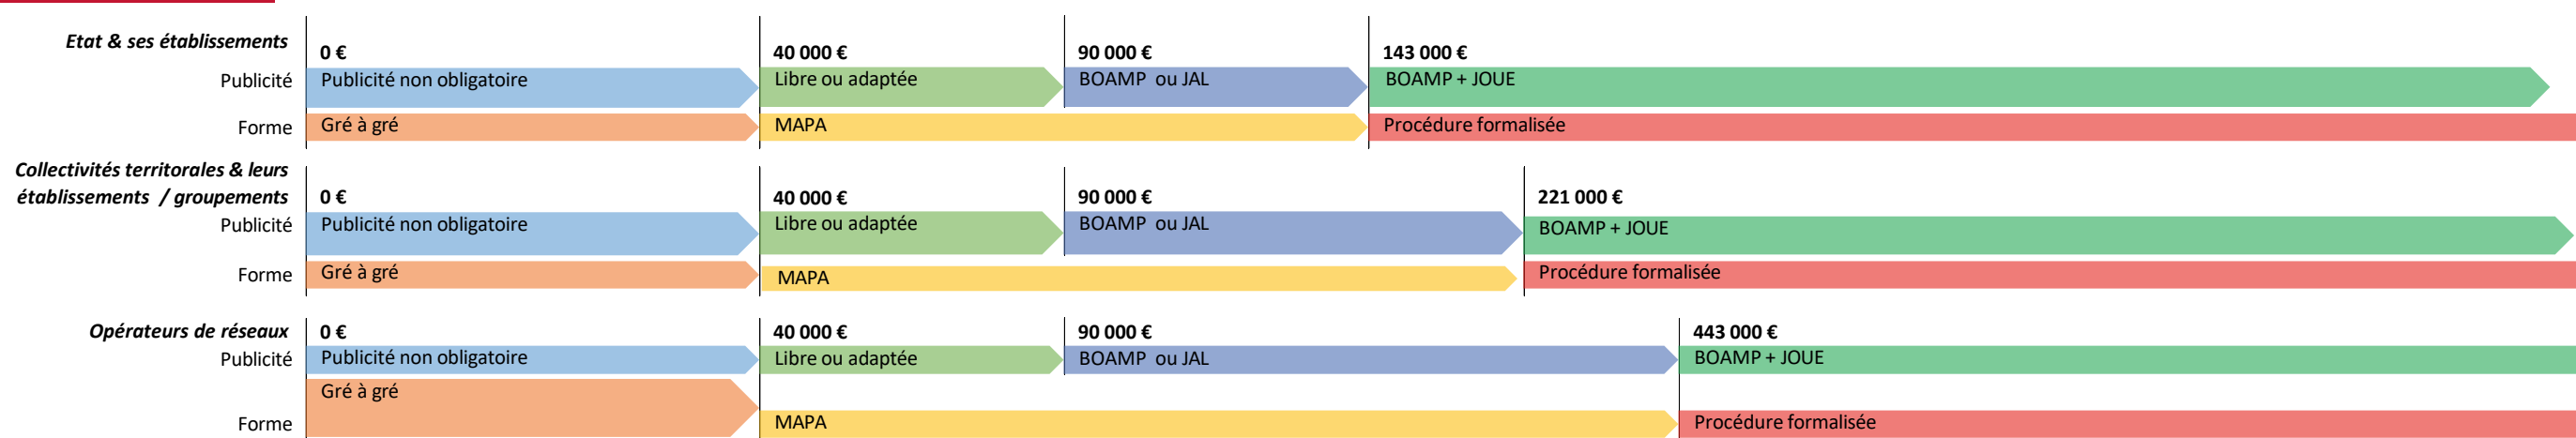 Etat & ses établissements
0 € 40 000 € 90 000 € 143 000 €
Publicité Publicité non obligatoire Libre ou adaptée BOAMP ou JAL BOAMP + JOUE
Forme Gré à gré MAPA Procédure formalisée
Collectivités territoriales & leurs
établissements / groupements 0 € 40 000 € 90 000 € 221 000 €
Publicité Publicité non obligatoire Libre ou adaptée BOAMP ou JAL BOAMP + JOUE
Forme Gré à gré MAPA Procédure formalisée
Opérateurs de réseaux 0 € 40 000 € 90 000 € 443 000 €
Publicité Publicité non obligatoire Libre ou adaptée BOAMP ou JAL BOAMP + JOUE
Gré à gré
Forme MAPA Procédure formalisée